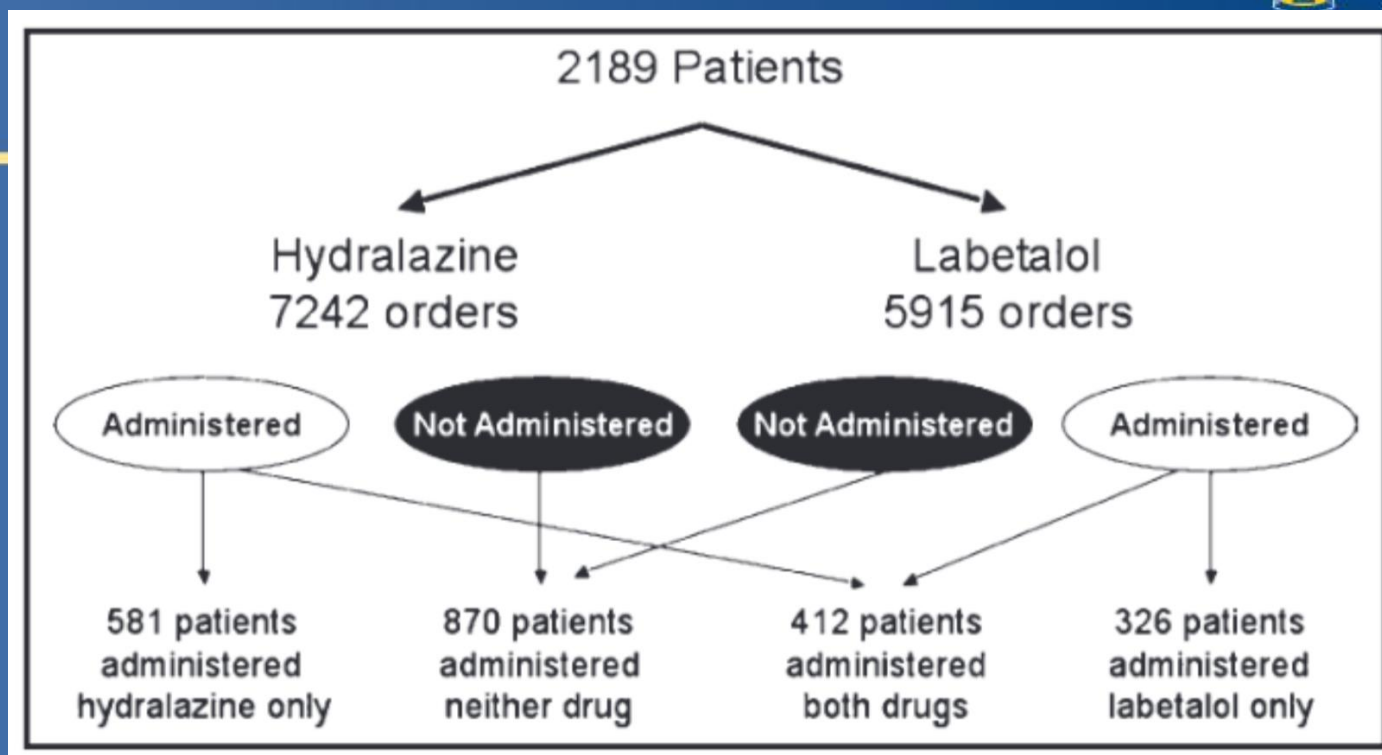 2189 Patients
Hydralazine
7242 orders
Labetalol
5915 orders
Administered
Not Administered
Not Administered
Administered
581 patients
administered
hydralazine only
870 patients
administered
neither drug
412 patients
administered
both drugs
326 patients
administered
labetalol only